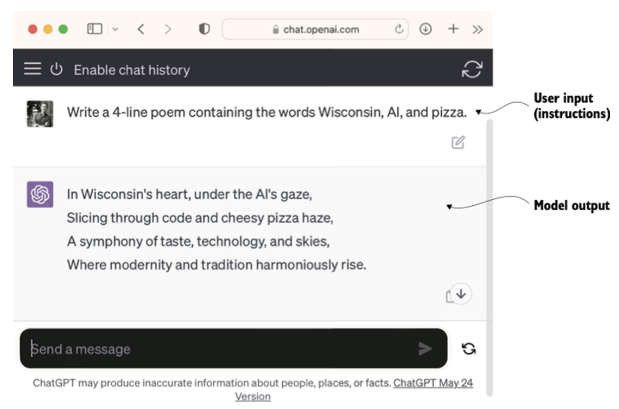 chat.openai.com
Enable chat history
Write a 4-line poem containing the words Wisconsin, AI, and pizza.
User input
(instructions)
In Wisconsin's heart, under the AI's gaze,
Slicing through code and cheesy pizza haze,
A symphony of taste, technology, and skies,
Where modernity and tradition harmoniously rise.
Model output
Send a message
ChatGPT may produce inaccurate information about people, places, or facts. ChatGPT May 24
Version